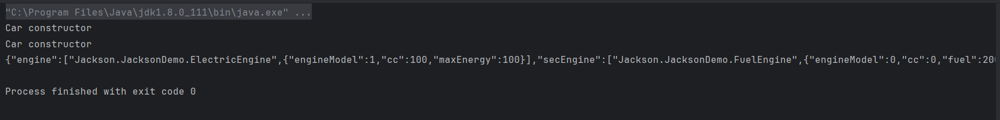 "C:\Program Files\Java\jdk1.8.0_111\bin\java.exe" ...
Car constructor
Car constructor
{"engine":["Jackson.JacksonDemo.ElectricEngine",{"engineModel":1,"cc":100,"maxEnergy":100}],"secEngine":["Jackson.JacksonDemo.FuelEngine",{"engineModel":0,"cc":0,"fuel":200
Process finished with exit code 0